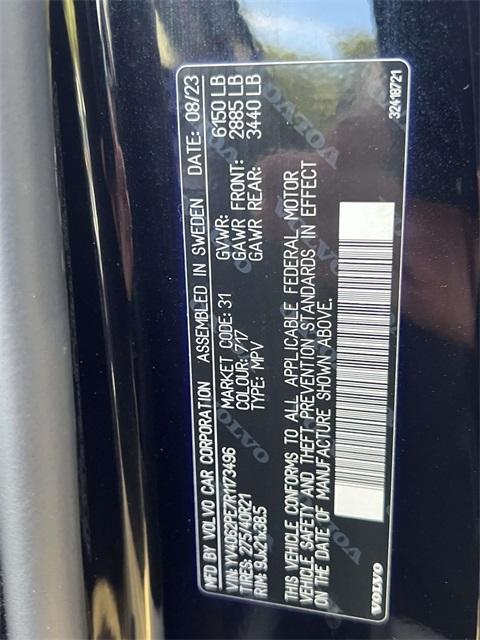 MFD BY VOLVO CAR CORPORATION ASSEMBLED IN SWEDEN DATE: 08/23
VIN: YV4062PE7R1173496 GVWR: 6150 LB
MARKET CODE: 31 GAWR FRONT: 2885 LB
TIRES: 275/40R21 COLOUR: 717 GAWR REAR: 3440 LB
RIM: 9Jx21x38.5 TYPE: MPV
THIS VEHICLE CONFORMS TO ALL APPLICABLE FEDERAL MOTOR
VEHICLE SAFETY AND THEFT PREVENTION STANDARDS IN EFFECT
ON DATE OF MANUFACTURE SHOWN ABOVE.
VOLVO 32418721